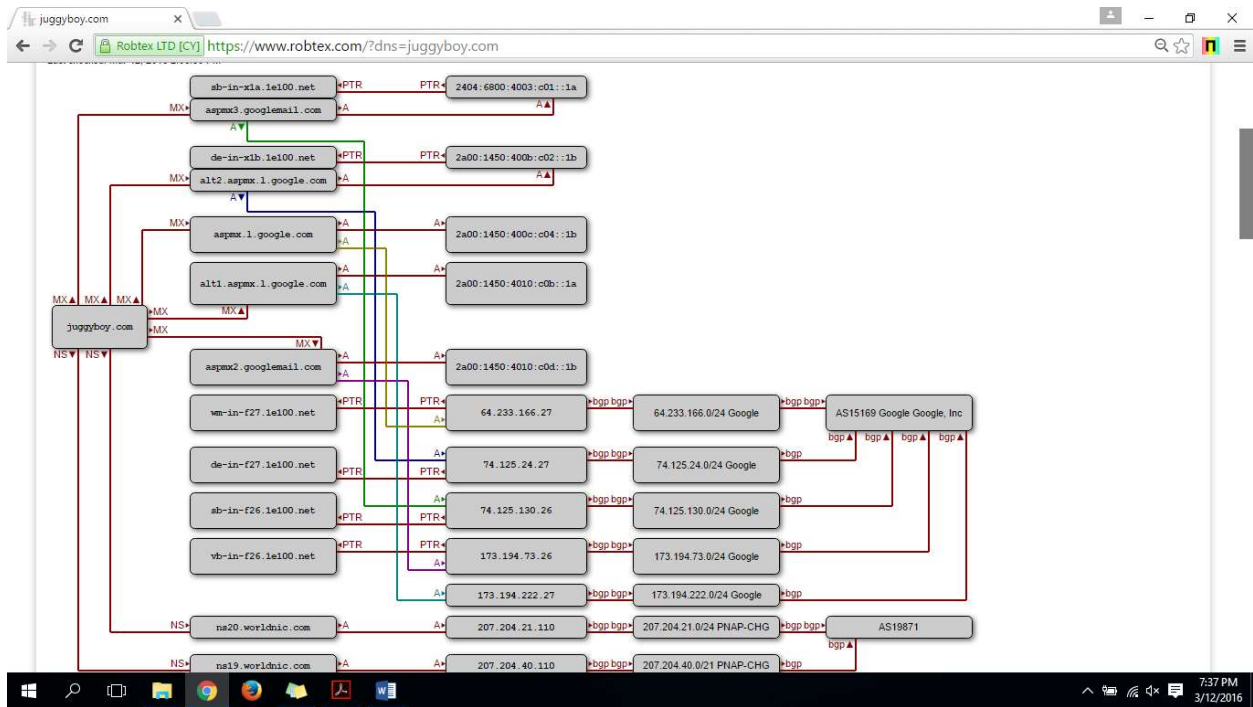 juggyboy.com
Robtex LTD [CY] https://www.robtex.com/?dns=juggyboy.com
sb-in-x1a.1e100.net PTR PTR 2404:6800:4003:c01::1a
MX aspmx3.googlemail.com A A
A
de-in-x1b.1e100.net PTR PTR 2a00:1450:400b:c02::1b
MX alt2.aspmx.l.google.com A A
A
MX aspmx.l.google.com A A 2a00:1450:400c:c04::1b
A
A A
alt1.aspmx.l.google.com A 2a00:1450:4010:c0b::1a
MX MX MX
MX MX
juggyboy.com
MX
MX
NS NS
A A
aspmx2.googlemail.com 2a00:1450:4010:c0d::1b
A
wm-in-f27.1e100.net PTR PTR 64.233.166.27 bgp bgp 64.233.166.0/24 Google bgp bgp AS15169 Google Google, Inc
A
bgp bgp bgp bgp
A
de-in-f27.1e100.net 74.125.24.27 bgp bgp 74.125.24.0/24 Google bgp
PTR PTR
A
sb-in-f26.1e100.net 74.125.130.26 bgp bgp 74.125.130.0/24 Google bgp
PTR PTR
vb-in-f26.1e100.net PTR PTR 173.194.73.26 bgp bgp 173.194.73.0/24 Google bgp
A
A 173.194.222.27 bgp bgp 173.194.222.0/24 Google bgp
NS ns20.worldnic.com A A 207.204.21.110 bgp bgp 207.204.21.0/24 PNAP-CHG bgp bgp AS19871
bgp
NS ns19.worldnic.com A A 207.204.40.110 bgp bgp 207.204.40.0/21 PNAP-CHG bgp
7:37 PM
3/12/2016